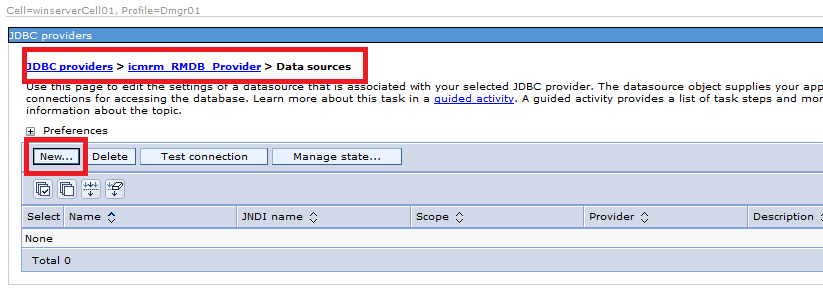 Cell=winserverCell01, Profile=Dmgr01
JDBC providers
JDBC providers > icmrm_RMDB_Provider > Data sources
Use this page to edit the settings of a datasource that is associated with your selected JDBC provider. The datasource object supplies your app
connections for accessing the database. Learn more about this task in a guided activity. A guided activity provides a list of task steps and mor
information about the topic.
Preferences
New... Delete Test connection Manage state...
Select Name JNDI name Scope Provider Description
None
Total 0